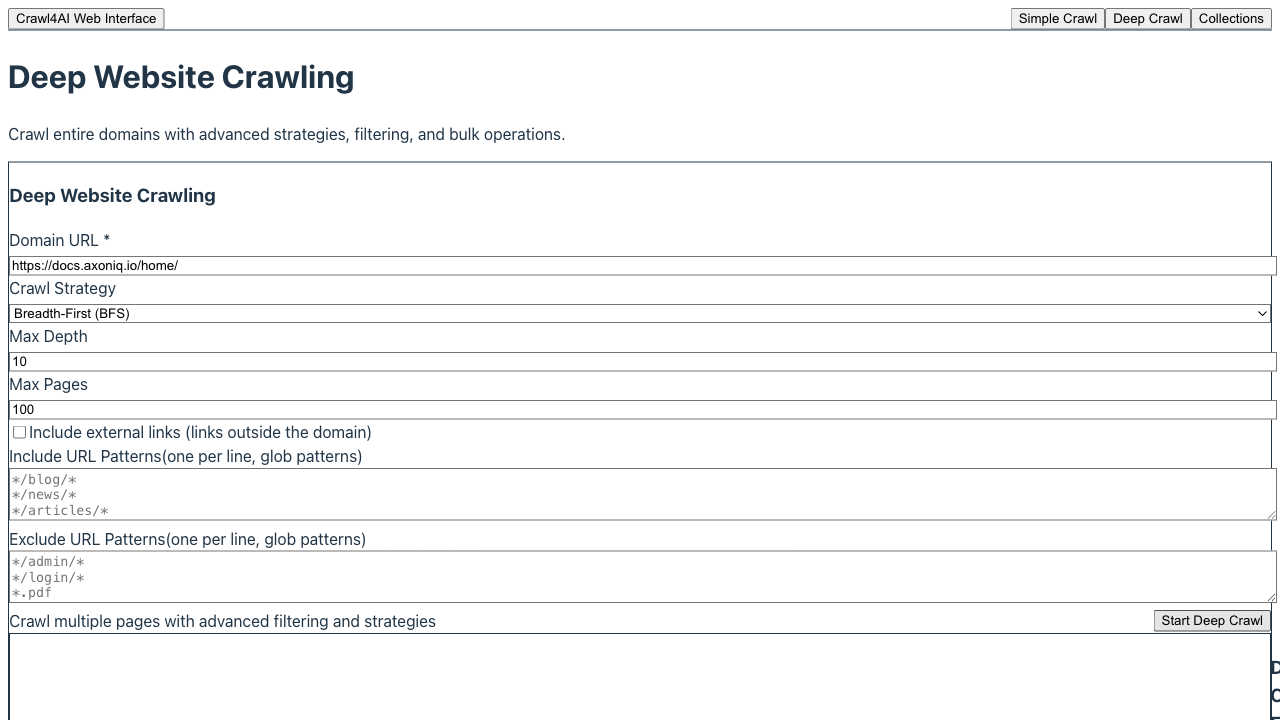 Crawl4AI Web Interface
Simple Crawl Deep Crawl Collections
Deep Website Crawling
Crawl entire domains with advanced strategies, filtering, and bulk operations.
Deep Website Crawling
Domain URL *
https://docs.axoniq.io/home/
Crawl Strategy
Breadth-First (BFS)
Max Depth
10
Max Pages
100
Include external links (links outside the domain)
Include URL Patterns(one per line, glob patterns)
*/blog/*
*/news/*
*/articles/*
Exclude URL Patterns(one per line, glob patterns)
*/admin/*
*/login/*
*.pdf
Crawl multiple pages with advanced filtering and strategies
Start Deep Crawl